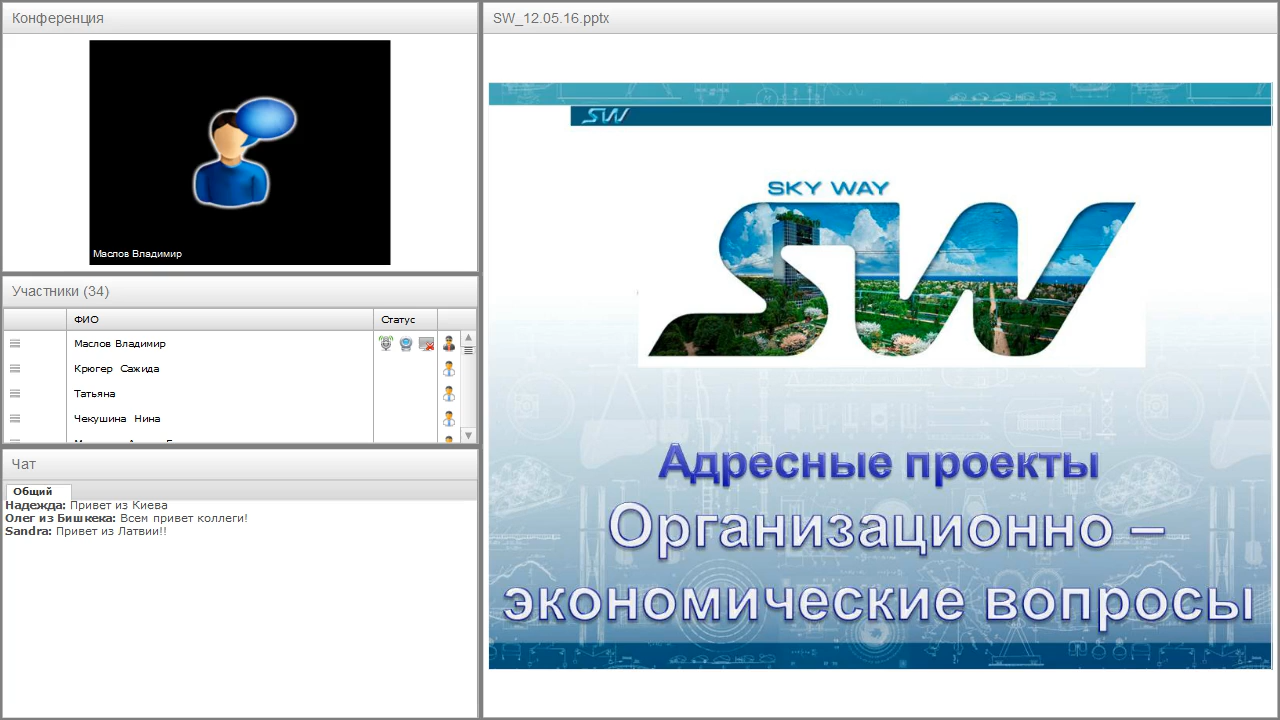 Конференция
Маслов Владимир
Участники (34)
ФИО Статус
Маслов Владимир
Крюгер Сажида
Татьяна
Чекушина Нина
Чат
Общий
Надежда: Привет из Киева
Олег из Бишкека: Всем привет коллеги!
Sandra: Привет из Латвии!!
SW_12.05.16.pptx
SW
SKY WAY
SW
Адресные проекты
Организационно –
экономические вопросы